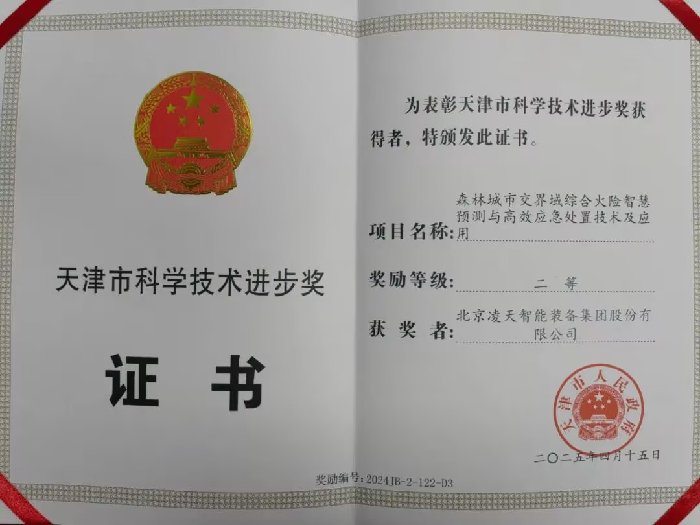 天津市科学技术进步奖
证书
为表彰天津市科学技术进步奖获
得者，特颁发此证书。
森林城市交界域综合火险智慧
预测与高效应急处置技术及应
项目名称：用
奖励等级：二等
北京凌天智能装备集团股份有
获奖者：限公司
天津市人民政府
二〇二五年四月十五日
奖励编号：2024JB-2-122-D3